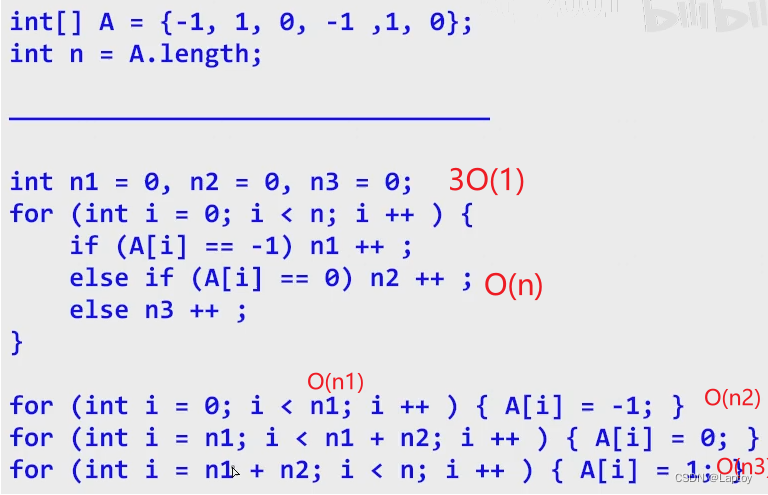 int[] A = {-1, 1, 0, -1 ,1, 0};
int n = A.length;
int n1 = 0, n2 = 0, n3 = 0; 3O(1)
for (int i = 0; i < n; i ++ ) {
if (A[i] == -1) n1 ++ ;
else if (A[i] == 0) n2 ++ ; O(n)
else n3 ++ ;
}
O(n1)
for (int i = 0; i < n1; i ++ ) { A[i] = -1; } O(n2)
for (int i = n1; i < n1 + n2; i ++ ) { A[i] = 0; }
for (int i = n1 + n2; i < n; i ++ ) { A[i] = 1; } O(n3)